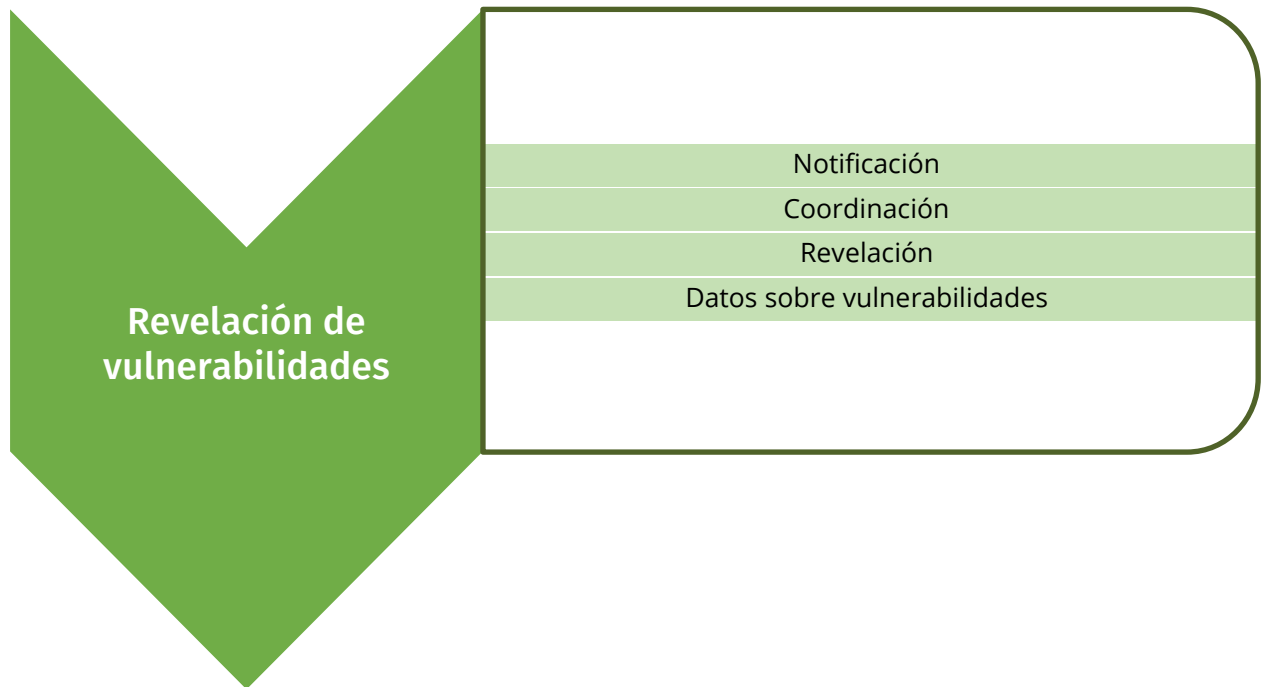 Revelación de
vulnerabilidades
Notificación
Coordinación
Revelación
Datos sobre vulnerabilidades